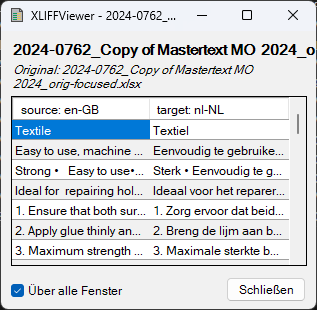 XLIFFViewer - 2024-0762_...
2024-0762_Copy of Mastertext MO 2024_o
Original: 2024-0762_Copy of Mastertext MO
2024_orig-focused.xlsx
source: en-GB target: nl-NL
Textile Textiel
Easy to use, machine ... Eenvoudig te gebruike...
Strong • Easy to use•... Sterk • Eenvoudig te g...
Ideal for repairing hol... Ideaal voor het reparer...
1. Ensure that both sur... 1. Zorg ervoor dat beid...
2. Apply glue thinly an... 2. Breng de lijm aan b...
3. Maximum strength ... 3. Maximale sterkte b...
Über alle Fenster Schließen